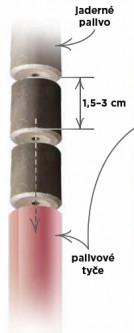 jaderné
palivo
1,5–3 cm
palivové
tyče